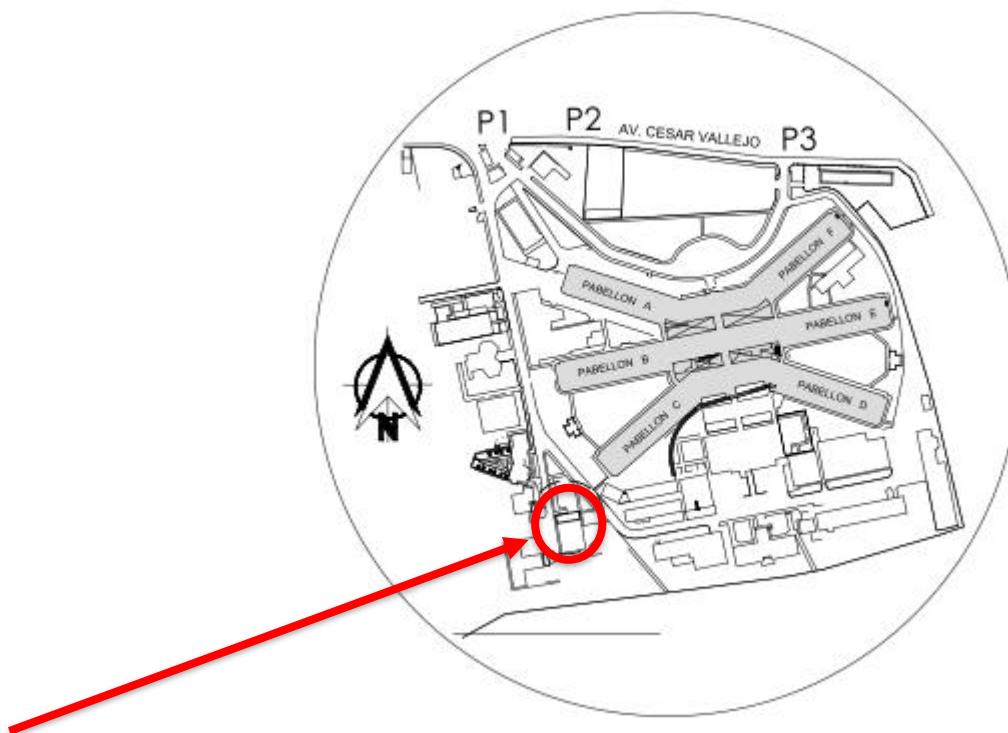 P1
P2
AV. CESAR VALLEJO
P3
PABELLON F
PABELLON A
PABELLON E
PABELLON B
PABELLON D
PABELLON C
N